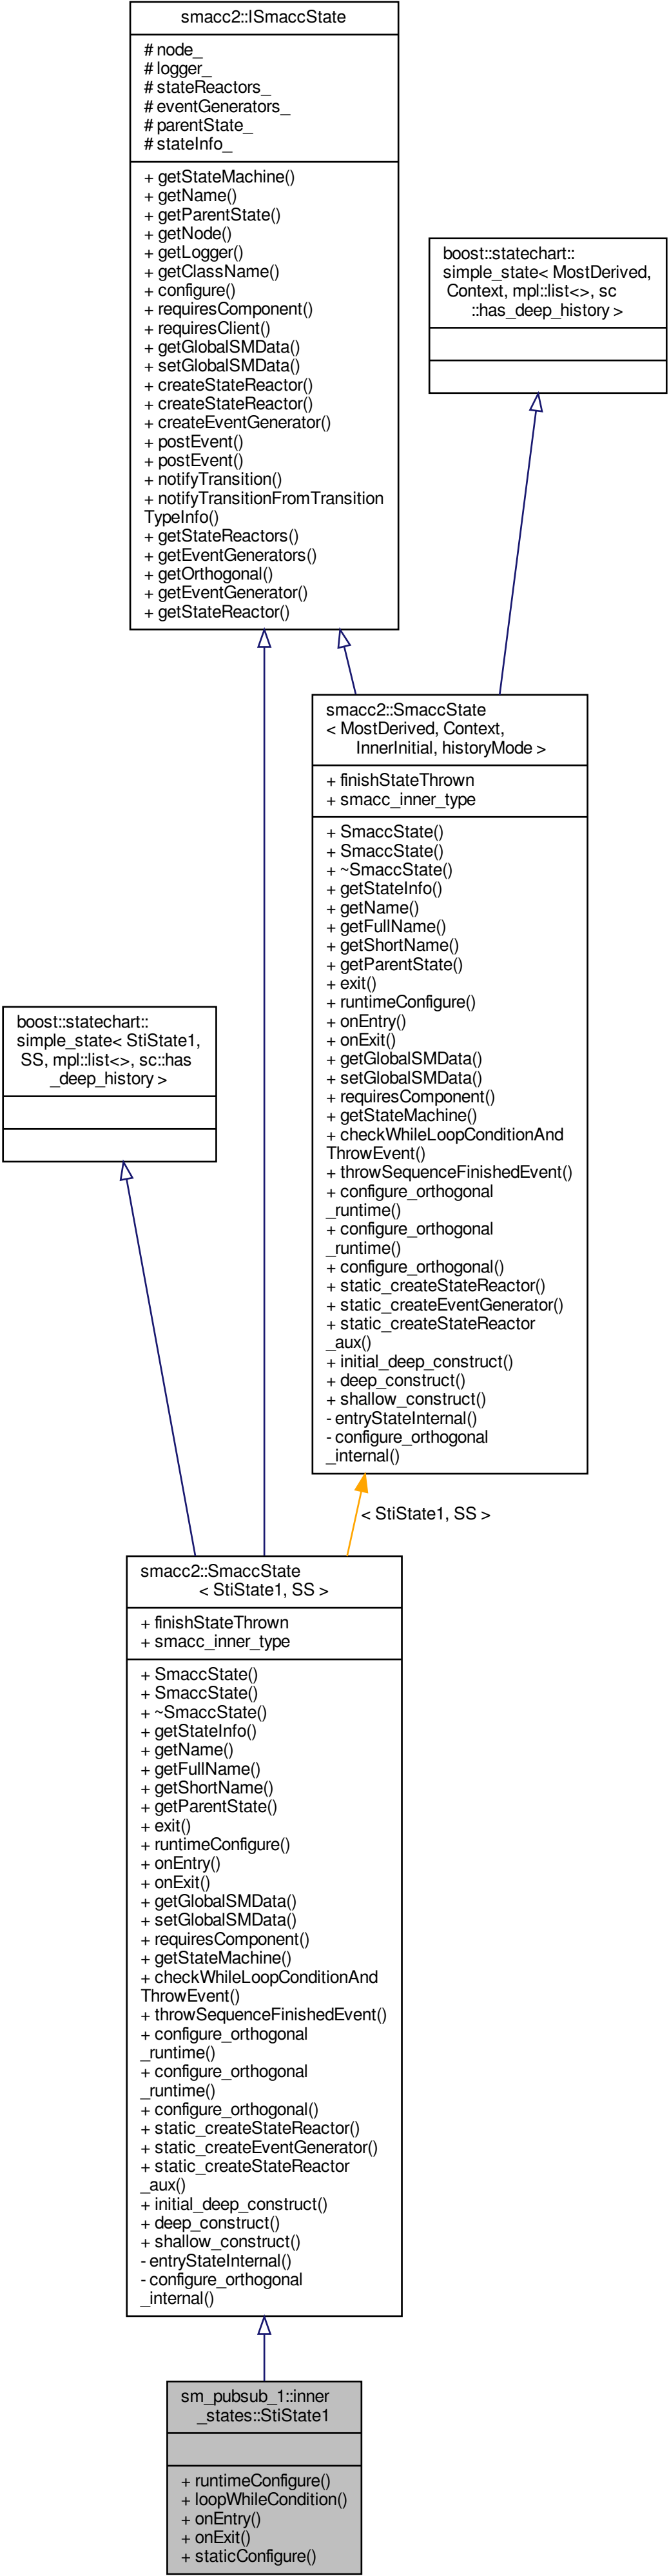 smacc2::ISmaccState
# node_
# logger_
# stateReactors_
# eventGenerators_
# parentState_
# stateInfo_
+ getStateMachine()
+ getName()
+ getParentState()
+ getNode()
+ getLogger()
+ getClassName()
+ configure()
+ requiresComponent()
+ requiresClient()
+ getGlobalSMData()
+ setGlobalSMData()
+ createStateReactor()
+ createStateReactor()
+ createEventGenerator()
+ postEvent()
+ postEvent()
+ notifyTransition()
+ notifyTransitionFromTransition
TypeInfo()
+ getStateReactors()
+ getEventGenerators()
+ getOrthogonal()
+ getEventGenerator()
+ getStateReactor()
boost::statechart::
simple_state< MostDerived,
Context, mpl::list<>, sc
::has_deep_history >
smacc2::SmaccState
< MostDerived, Context,
InnerInitial, historyMode >
+ finishStateThrown
+ smacc_inner_type
+ SmaccState()
+ SmaccState()
+ ~SmaccState()
+ getStateInfo()
+ getName()
+ getFullName()
+ getShortName()
+ getParentState()
+ exit()
+ runtimeConfigure()
+ onEntry()
+ onExit()
+ getGlobalSMData()
+ setGlobalSMData()
+ requiresComponent()
+ getStateMachine()
+ checkWhileLoopConditionAnd
ThrowEvent()
+ throwSequenceFinishedEvent()
+ configure_orthogonal
_runtime()
+ configure_orthogonal
_runtime()
+ configure_orthogonal()
+ static_createStateReactor()
+ static_createEventGenerator()
+ static_createStateReactor
_aux()
+ initial_deep_construct()
+ deep_construct()
+ shallow_construct()
- entryStateInternal()
- configure_orthogonal
_internal()
boost::statechart::
simple_state< StiState1,
SS, mpl::list<>, sc::has
_deep_history >
< StiState1, SS >
smacc2::SmaccState
< StiState1, SS >
+ finishStateThrown
+ smacc_inner_type
+ SmaccState()
+ SmaccState()
+ ~SmaccState()
+ getStateInfo()
+ getName()
+ getFullName()
+ getShortName()
+ getParentState()
+ exit()
+ runtimeConfigure()
+ onEntry()
+ onExit()
+ getGlobalSMData()
+ setGlobalSMData()
+ requiresComponent()
+ getStateMachine()
+ checkWhileLoopConditionAnd
ThrowEvent()
+ throwSequenceFinishedEvent()
+ configure_orthogonal
_runtime()
+ configure_orthogonal
_runtime()
+ configure_orthogonal()
+ static_createStateReactor()
+ static_createEventGenerator()
+ static_createStateReactor
_aux()
+ initial_deep_construct()
+ deep_construct()
+ shallow_construct()
- entryStateInternal()
- configure_orthogonal
_internal()
sm_pubsub_1::inner
_states::StiState1
+ runtimeConfigure()
+ loopWhileCondition()
+ onEntry()
+ onExit()
+ staticConfigure()